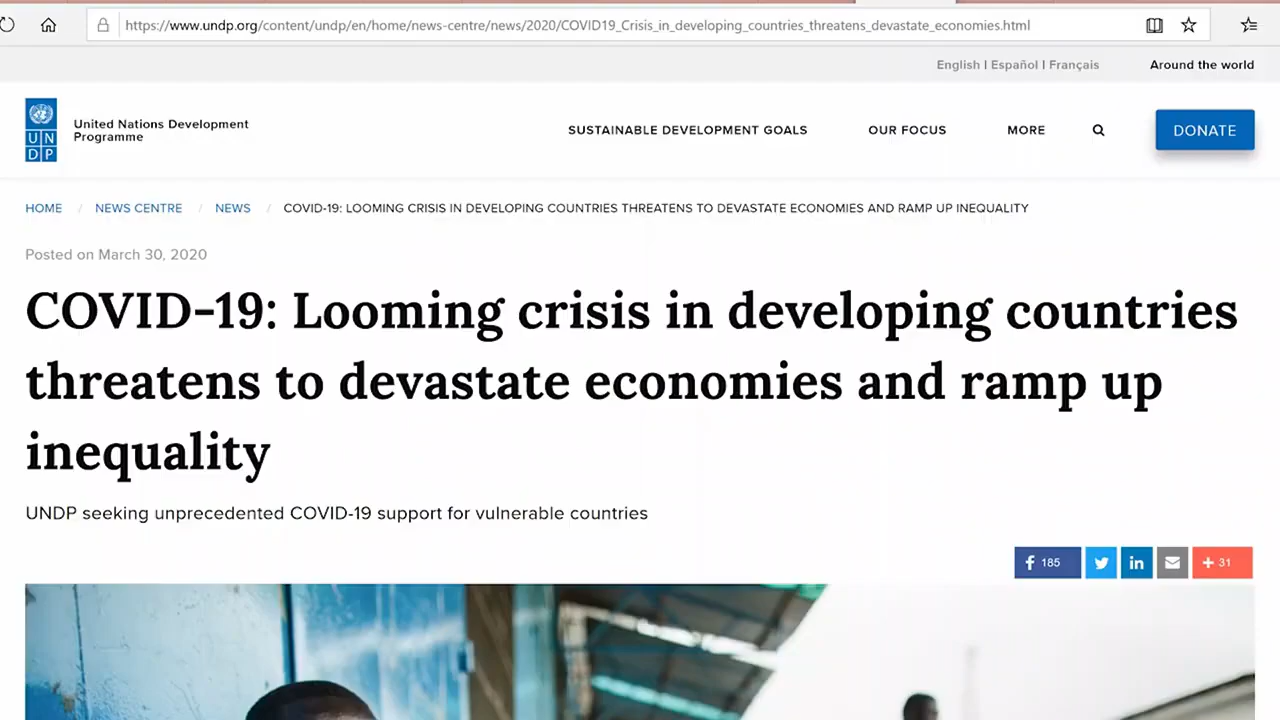 https://www.undp.org/content/undp/en/home/news-centre/news/2020/COVID19_Crisis_in_developing_countries_threatens_devastate_economies.html
English | Español | Français Around the world
United Nations Development
Programme
UN
DP
SUSTAINABLE DEVELOPMENT GOALS OUR FOCUS MORE DONATE
HOME / NEWS CENTRE / NEWS / COVID-19: LOOMING CRISIS IN DEVELOPING COUNTRIES THREATENS TO DEVASTATE ECONOMIES AND RAMP UP INEQUALITY
Posted on March 30, 2020
COVID-19: Looming crisis in developing countries
threatens to devastate economies and ramp up
inequality
UNDP seeking unprecedented COVID-19 support for vulnerable countries
185 31